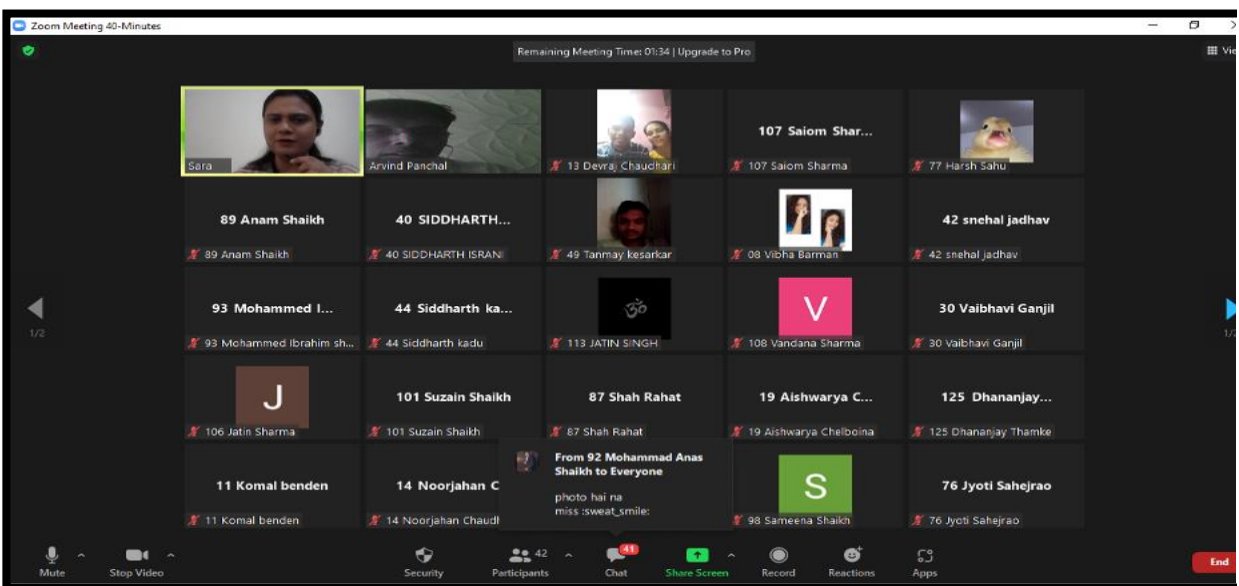 Zoom Meeting 40-Minutes
Remaining Meeting Time: 01:34 | Upgrade to Pro
Vie
Sara
Arvind Panchal
13 Devraj Chaudhari
107 Saiom Shar...
107 Saiom Sharma
77 Harsh Sahu
89 Anam Shaikh
89 Anam Shaikh
40 SIDDHARTH...
40 SIDDHARTH ISRANI
49 Tanmay kesarkar
08 Vibha Barman
42 snehal jadhav
42 snehal jadhav
93 Mohammed I...
93 Mohammed Ibrahim sh...
44 Siddharth ka...
44 Siddharth kadu
ॐ
113 JATIN SINGH
V
108 Vandana Sharma
30 Vaibhavi Ganjil
30 Vaibhavi Ganjil
1/2
1/2
J
106 Jatin Sharma
101 Suzain Shaikh
101 Suzain Shaikh
87 Shah Rahat
87 Shah Rahat
19 Aishwarya C...
19 Aishwarya Chelboina
125 Dhananjay...
125 Dhananjay Thamke
11 Komal benden
11 Komal benden
14 Noorjahan C
14 Noorjahan Chaudh
From 92 Mohammad Anas
Shaikh to Everyone
photo hai na
miss :sweat_smile:
S
98 Sameena Shaikh
76 Jyoti Sahejrao
76 Jyoti Sahejrao
Mute
Stop Video
Security
42
Participants
41
Chat
Share Screen
Record
Reactions
Apps
End